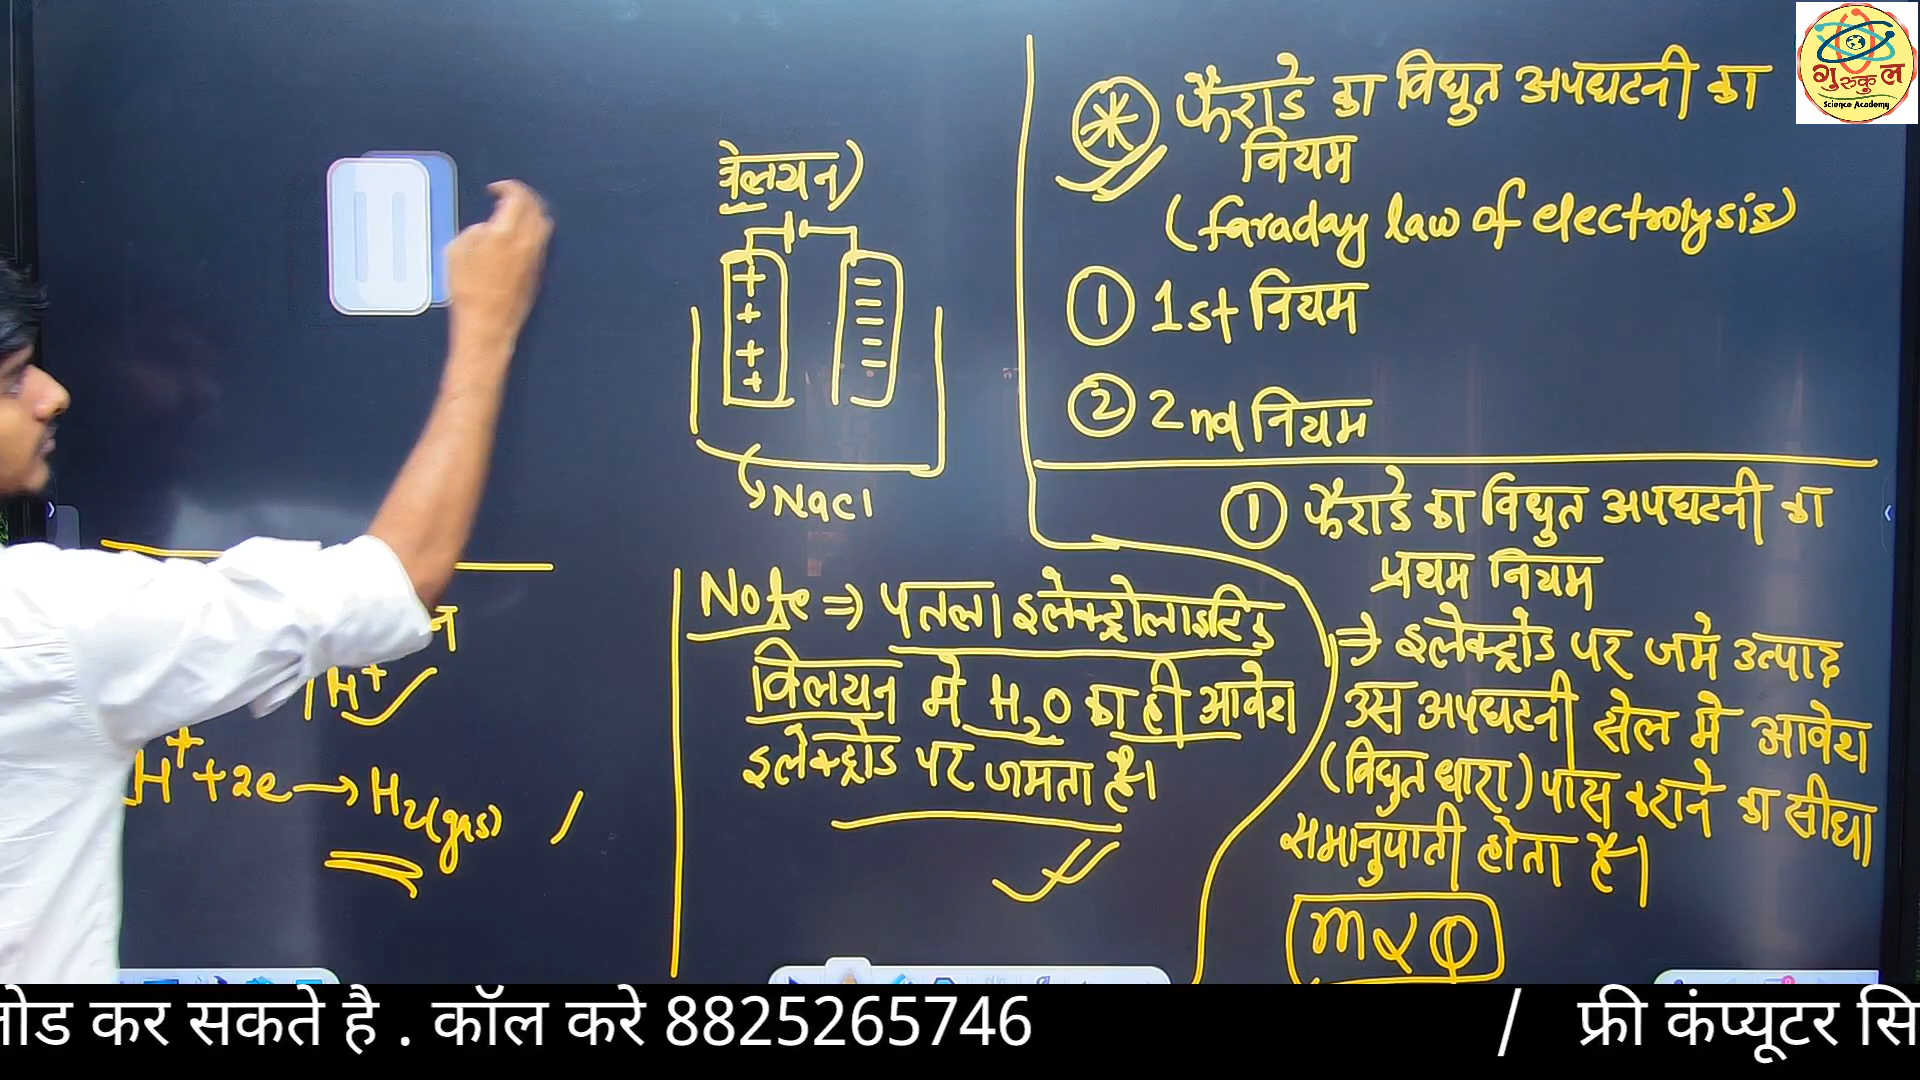 गुरुकुल
Science Academy
विलयन)
NaCl
H⁺
H⁺ + 2e → H₂(gas)
Note ⇒ पतला इलेक्ट्रोलाइटिड
विलयन मे H₂O का ही आवेश
इलेक्ट्रोड पर जमता है।
फैराडे का विधुत अपघटनी का
नियम
(faraday law of electrolysis)
① 1st नियम
② 2nd नियम
① फैराडे का विधुत अपघटनी का
प्रथम नियम
⇒ इलेक्ट्रोड पर जमे उत्पाद
उस अपघटनी सेल मे आवेश
(विधुत धारा) पास कराने का सीधा
समानुपाती होता है।
m α Q
कर सकते है . कॉल करे 8825265746 / फ्री कंप्यूटर